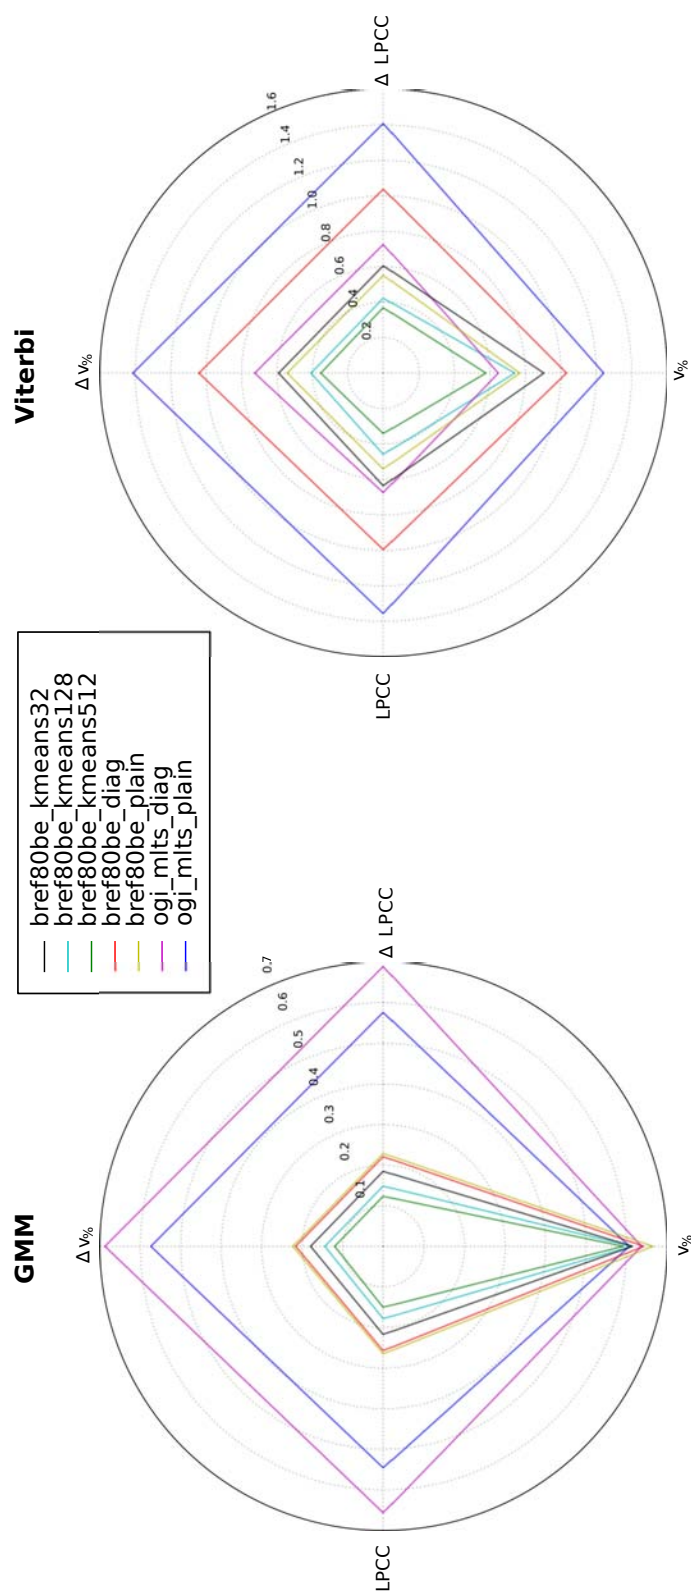 GMM
Viterbi
Δ v%
LPCC
Δ LPCC
v%
0.1
0.2
0.3
0.4
0.5
0.6
0.7
bref80be_kmeans32
bref80be_kmeans128
bref80be_kmeans512
bref80be_diag
bref80be_plain
ogi_mlts_diag
ogi_mlts_plain
Δ v%
LPCC
Δ LPCC
v%
0.2
0.4
0.6
0.8
1.0
1.2
1.4
1.6